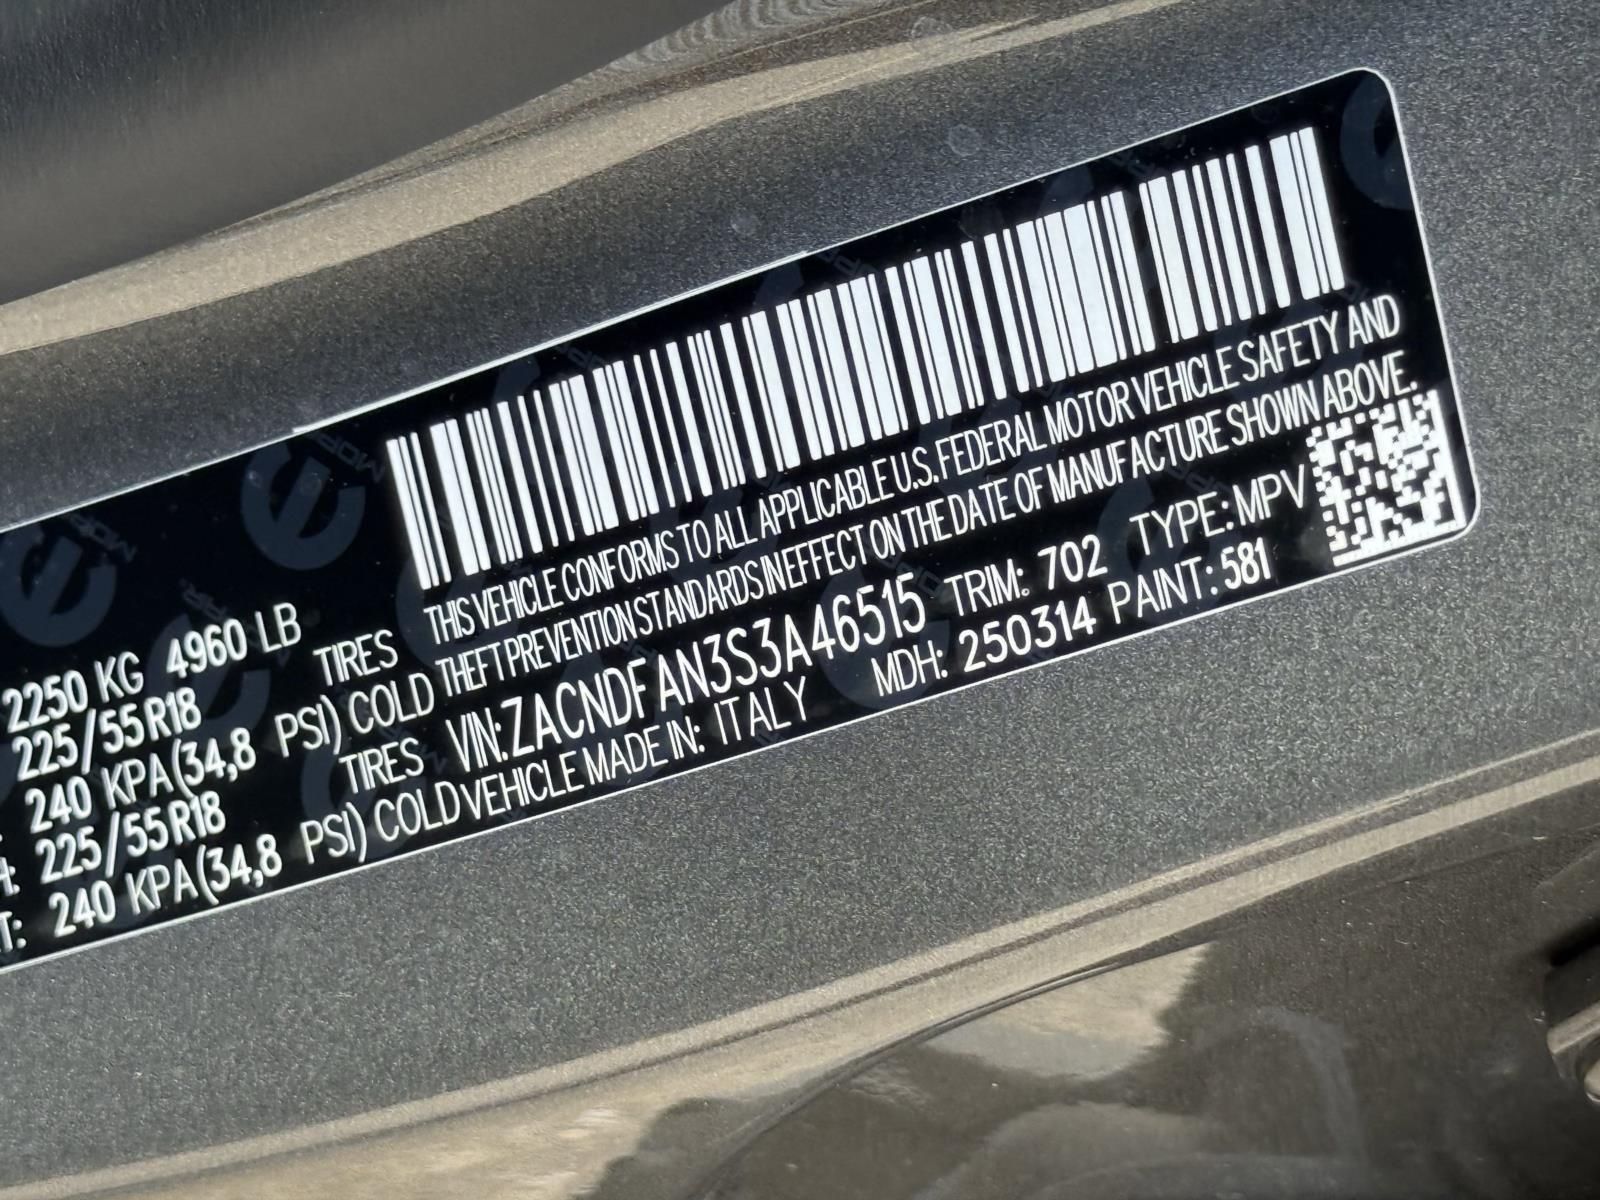 2250 KG 4960 LB
225/55R18 TIRES
240 KPA(34,8 PSI) COLD
225/55R18 TIRES
240 KPA(34,8 PSI) COLD
THIS VEHICLE CONFORMS TO ALL APPLICABLE U.S. FEDERAL MOTOR VEHICLE SAFETY AND
THEFT PREVENTION STANDARDS IN EFFECT ON THE DATE OF MANUFACTURE SHOWN ABOVE.
VIN:ZACNDFAN3S3A46515 TRIM: 702 TYPE: MPV
VEHICLE MADE IN: ITALY MDH: 250314 PAINT: 581